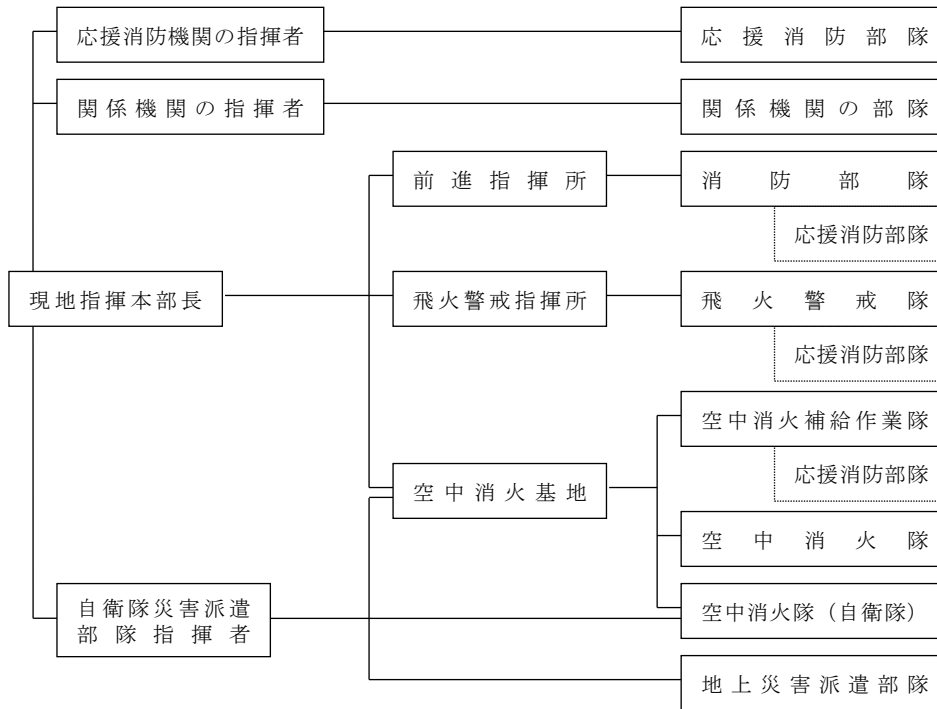 応援消防機関の指揮者
応援消防部隊
関係機関の指揮者
関係機関の部隊
前進指揮所
消防部隊
応援消防部隊
現地指揮本部長
飛火警戒指揮所
飛火警戒隊
応援消防部隊
空中消火補給作業隊
空中消火基地
応援消防部隊
空中消火隊
自衛隊災害派遣
部隊指揮者
空中消火隊（自衛隊）
地上災害派遣部隊